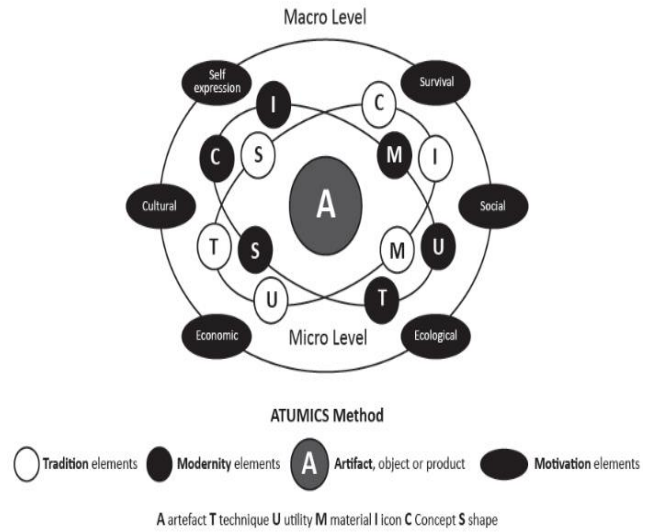 Macro Level
Self
expression
Survival
I
C
C
S
M
I
A
Cultural
Social
T
S
M
U
U
T
Economic
Micro Level
Ecological
ATUMICS Method
Tradition elements
Modernity elements
A
Artifact, object or product
Motivation elements
A artefact T technique U utility M material I icon C Concept S shape